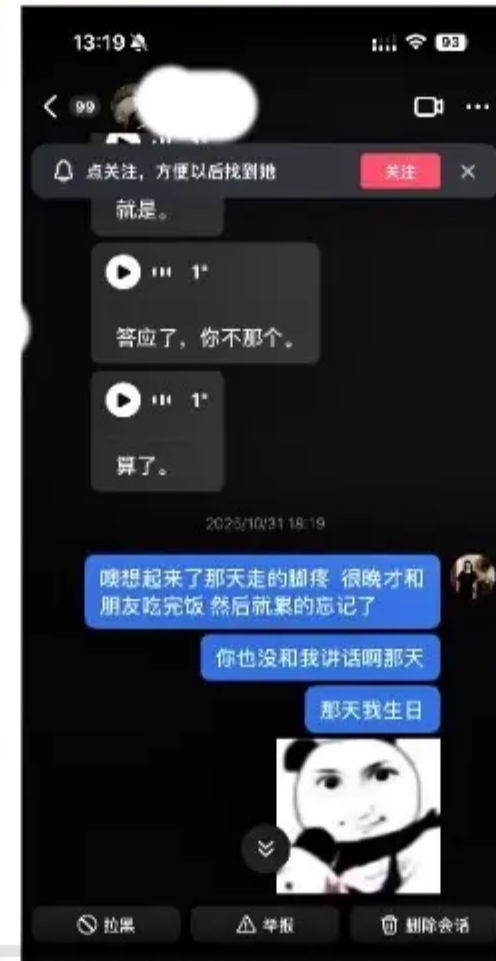 13:19
93
99
点关注，方便以后找到她
关注
就是。
1"
答应了，你不那个。
1"
算了。
2025/10/31 18:19
噢想起来了那天走的脚疼 很晚才和
朋友吃完饭 然后就累的忘记了
你也没和我讲话啊那天
那天我生日
拉黑
举报
删除会话